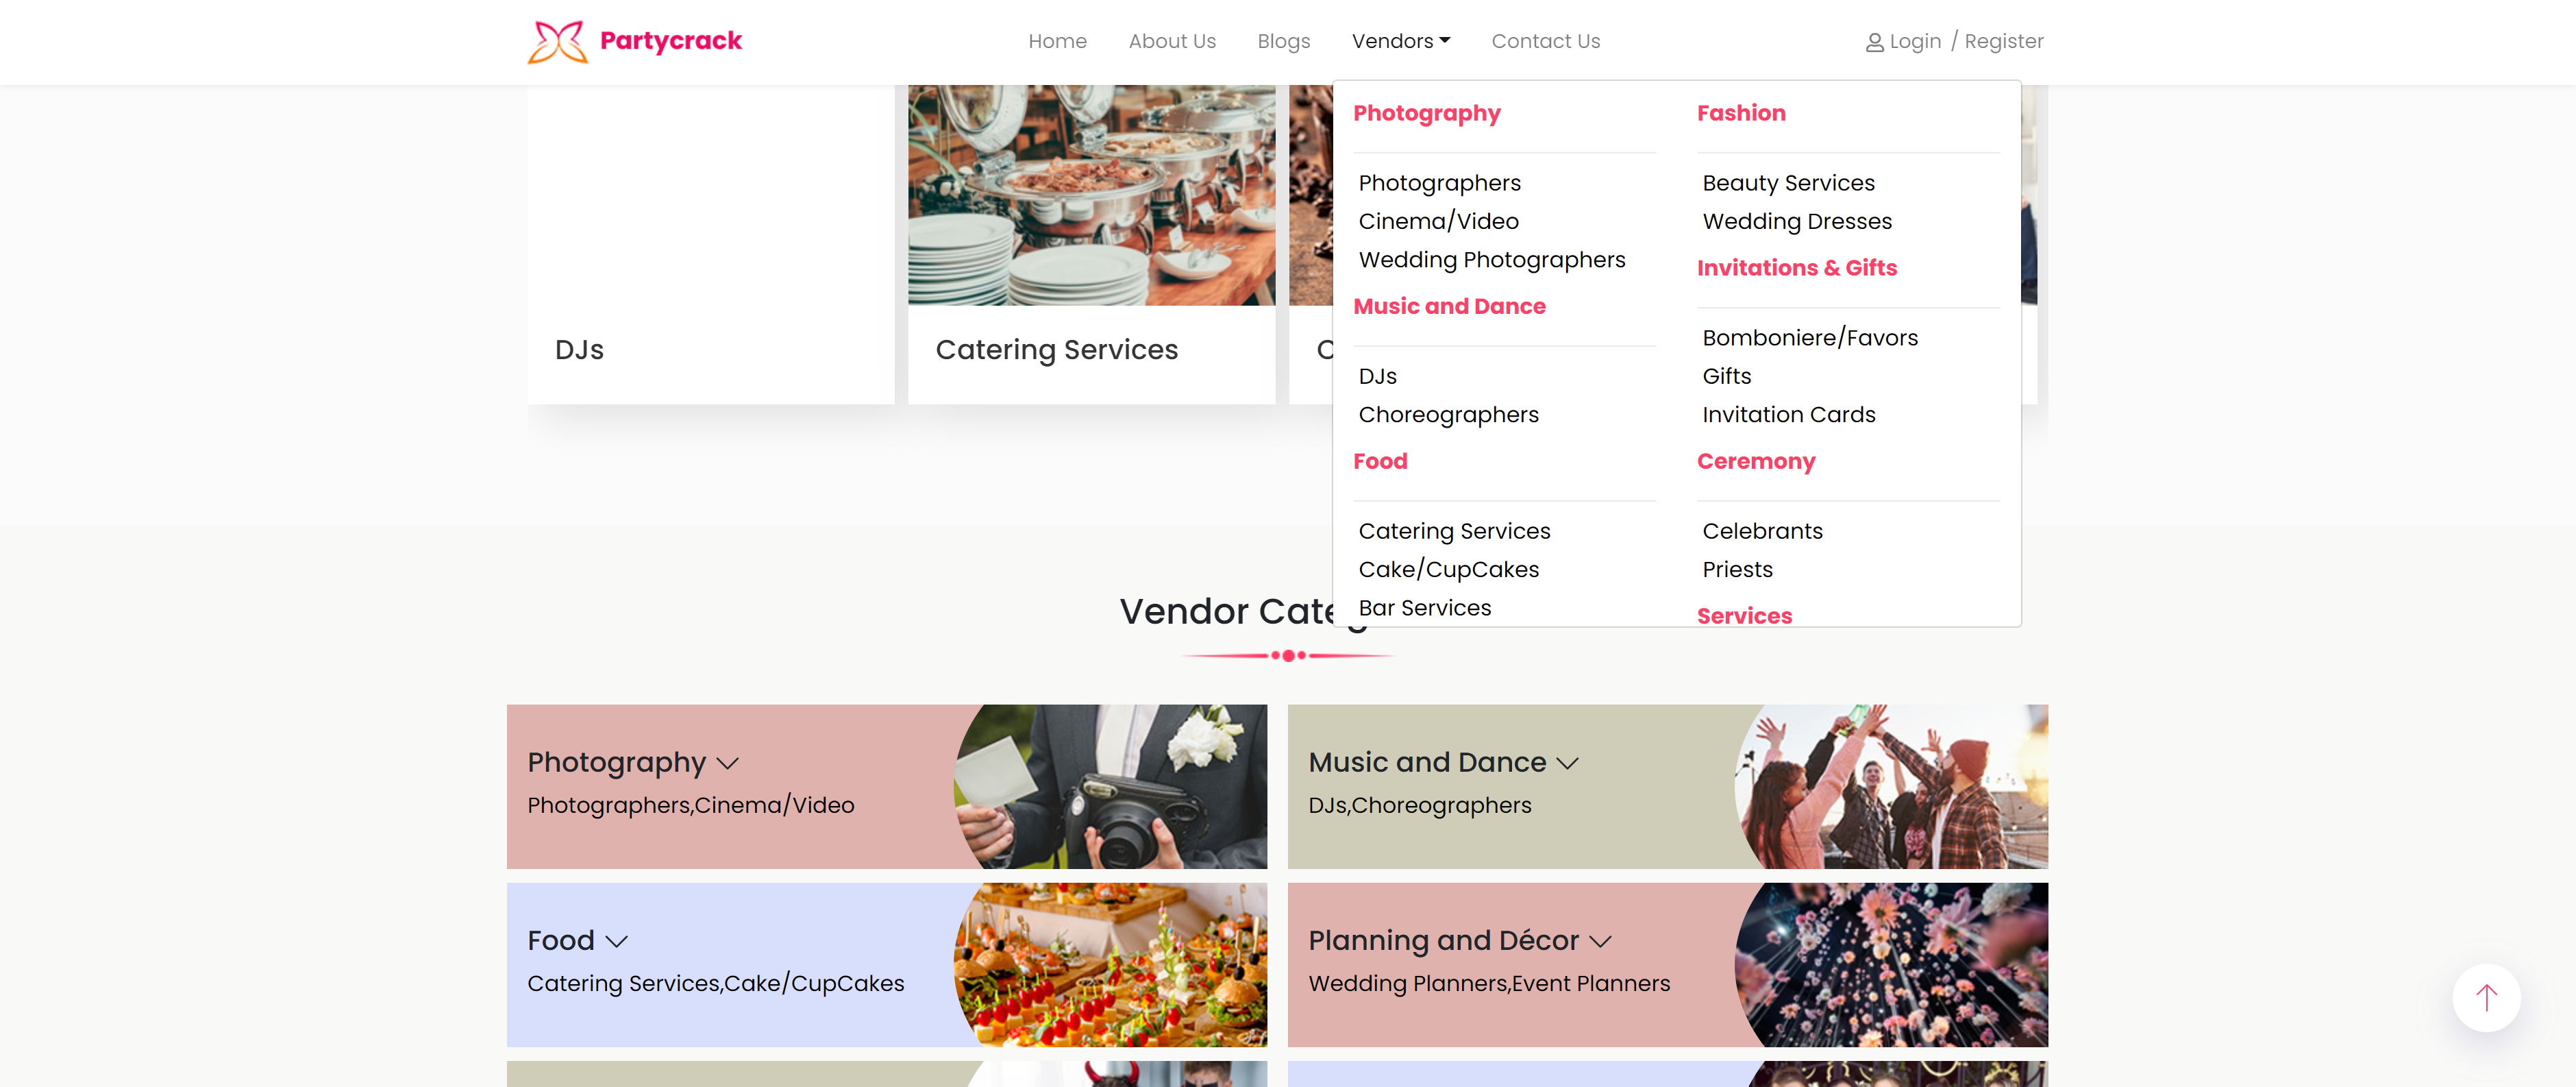 Partycrack
Home
About Us
Blogs
Vendors
Contact Us
Login / Register
Photography
Photographers
Cinema/Video
Wedding Photographers
Music and Dance
DJs
Choreographers
Food
Catering Services
Cake/CupCakes
Bar Services
Fashion
Beauty Services
Wedding Dresses
Invitations & Gifts
Bomboniere/Favors
Gifts
Invitation Cards
Ceremony
Celebrants
Priests
Services
DJs
Catering Services
C
Vendor Categ
Photography
Photographers,Cinema/Video
Music and Dance
DJs,Choreographers
Food
Catering Services,Cake/CupCakes
Planning and Décor
Wedding Planners,Event Planners